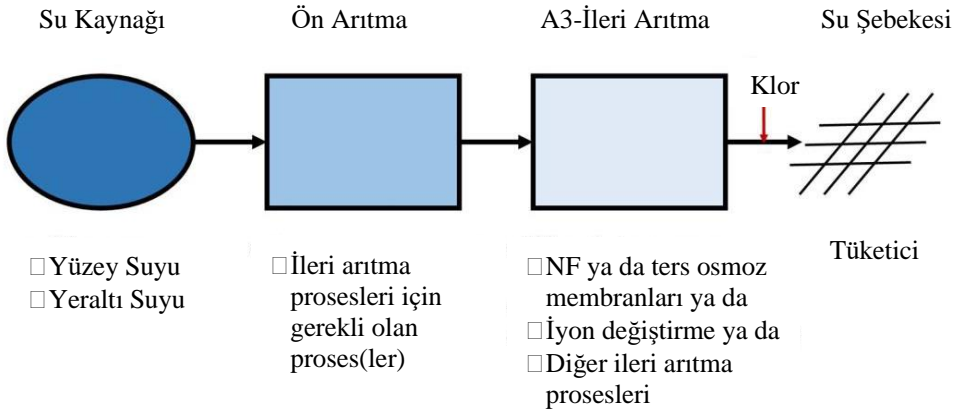 Su Kaynağı
Ön Arıtma
A3-İleri Arıtma
Su Şebekesi
Klor
□Yüzey Suyu
□Yeraltı Suyu
□İleri arıtma
prosesleri için
gerekli olan
proses(ler)
□NF ya da ters osmoz
membranları ya da
□İyon değiştirme ya da
□Diğer ileri arıtma
prosesleri
Tüketici